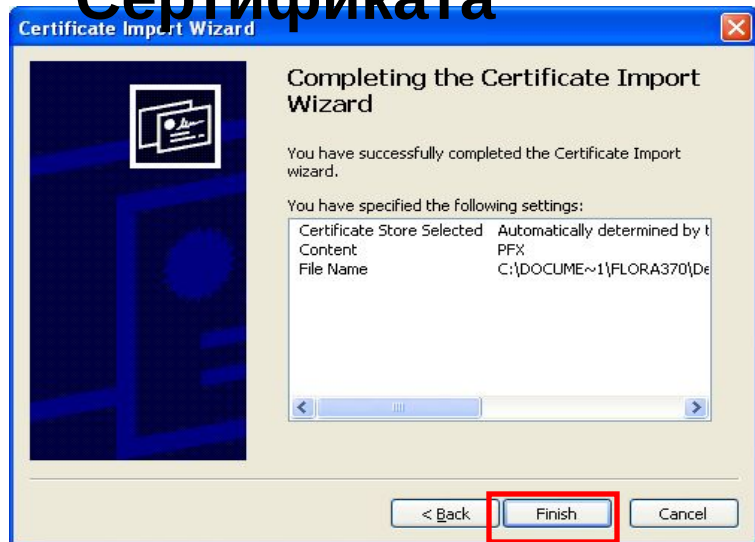 Сертификата
Certificate Import Wizard
Completing the Certificate Import
Wizard
You have successfully completed the Certificate Import
wizard.
You have specified the following settings:
Certificate Store Selected Automatically determined by t
Content PFX
File Name C:\DOCUME~1\FLORA370\De
< Back Finish Cancel